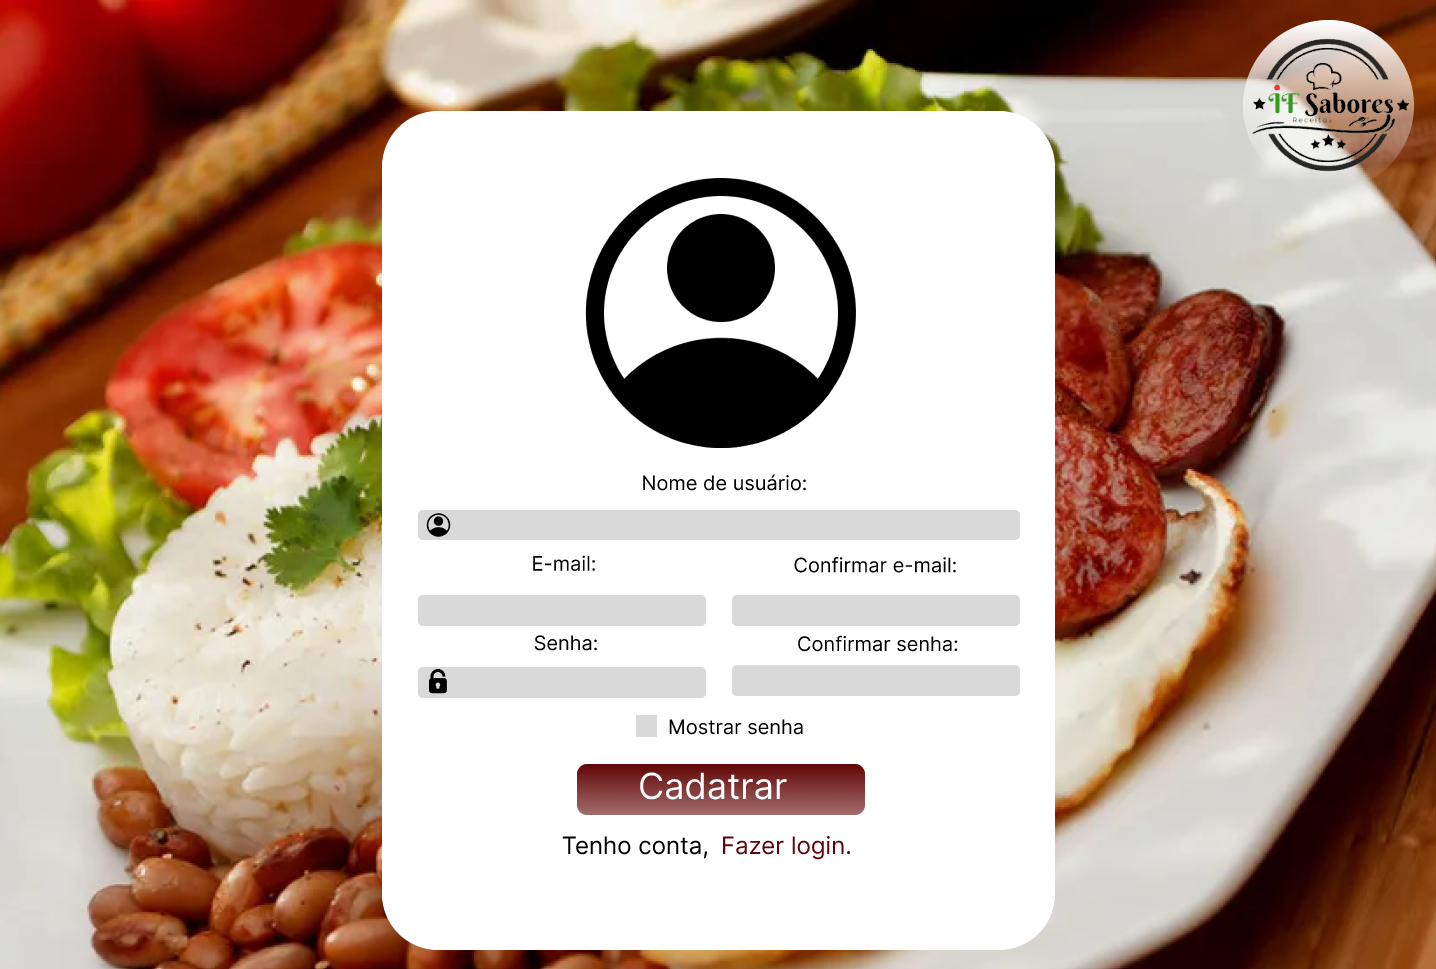 iF Sabores
Receitas
Nome de usuário:
E-mail:
Confirmar e-mail:
Senha:
Confirmar senha:
Mostrar senha
Cadatrar
Tenho conta, Fazer login.